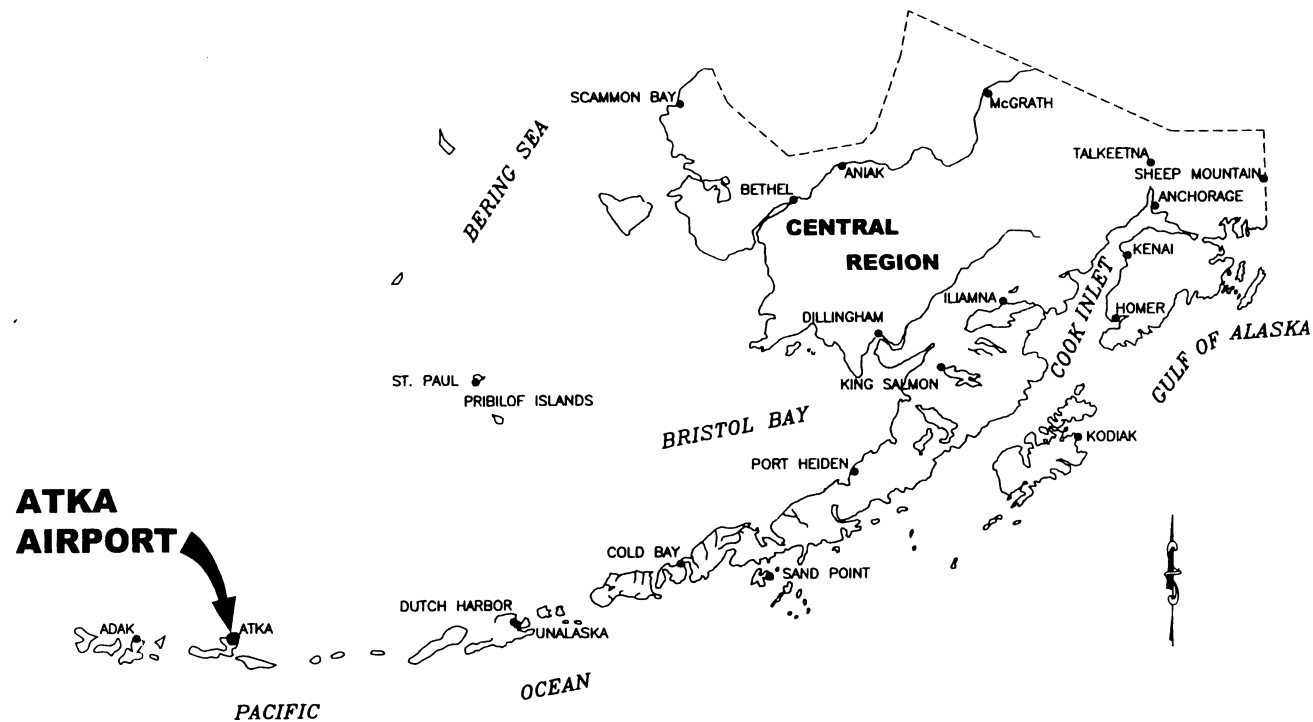 SCAMMON BAY
McGRATH
BERING SEA
TALKEETNA
SHEEP MOUNTAIN
ANIAK
BETHEL
ANCHORAGE
CENTRAL
REGION
KENAI
COOK INLET
ILIAMNA
HOMER
DILLINGHAM
GULF OF ALASKA
ST. PAUL
PRIBILOF ISLANDS
KING SALMON
BRISTOL BAY
KODIAK
PORT HEIDEN
ATKA
AIRPORT
COLD BAY
SAND POINT
DUTCH HARBOR
UNALASKA
ADAK
ATKA
OCEAN
PACIFIC